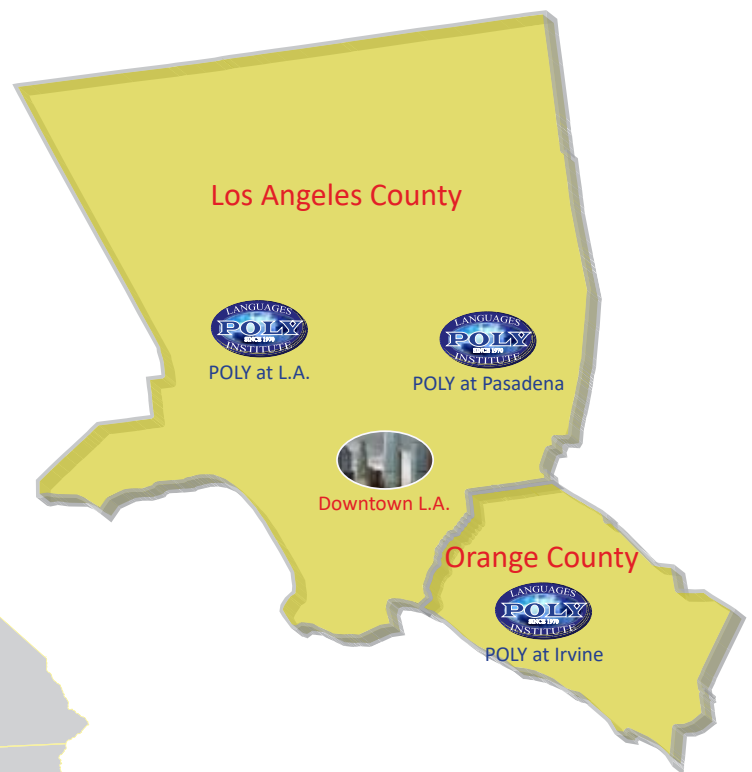 Los Angeles County
LANGUAGES
POLY
SINCE 1970
INSTITUTE
POLY at L.A.
LANGUAGES
POLY
SINCE 1970
INSTITUTE
POLY at Pasadena
Downtown L.A.
Orange County
LANGUAGES
POLY
SINCE 1970
INSTITUTE
POLY at Irvine